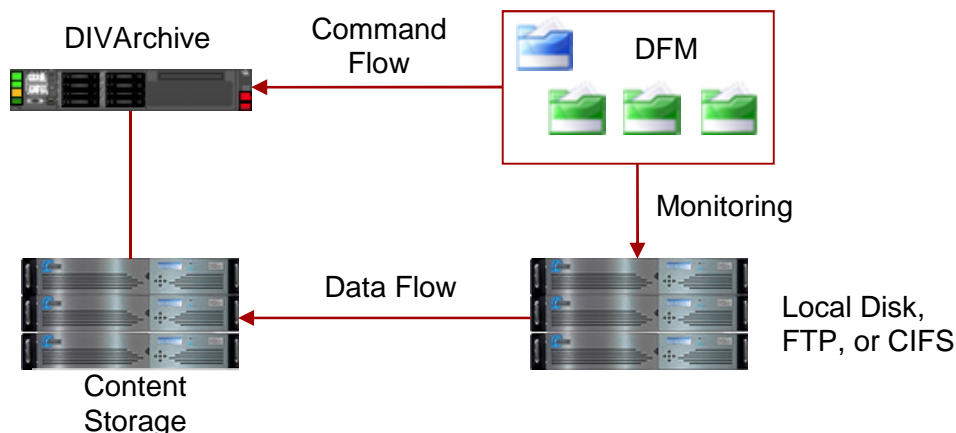 DIVArchive
Command
Flow
DFM
Monitoring
Data Flow
Local Disk,
FTP, or CIFS
Content
Storage